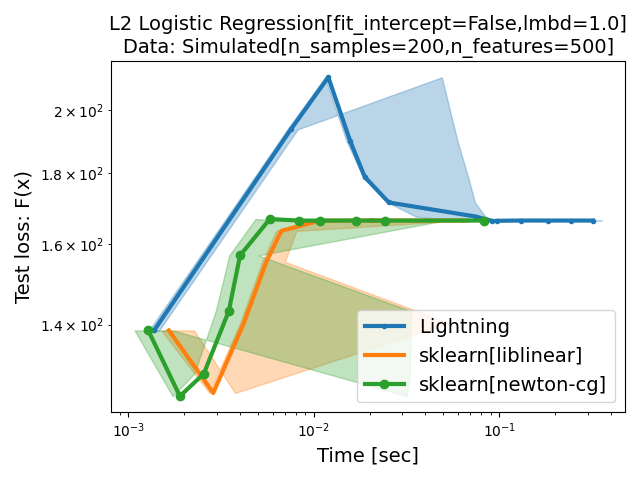 L2 Logistic Regression[fit_intercept=False,lmbd=1.0]
Data: Simulated[n_samples=200,n_features=500]
Test loss: F(x)
2 × 10²
1.8 × 10²
1.6 × 10²
1.4 × 10²
Lightning
sklearn[liblinear]
sklearn[newton-cg]
10⁻³ 10⁻² 10⁻¹
Time [sec]